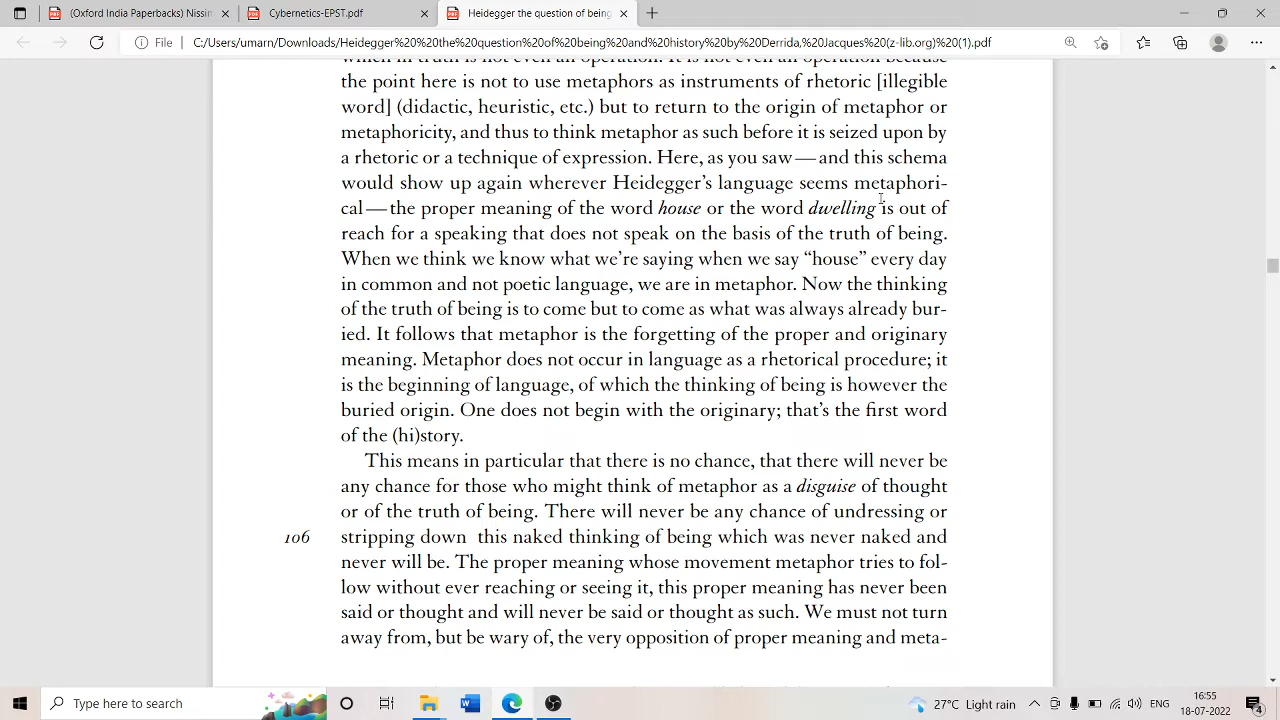 (Oxford India Paperbacks) Nissin
Cybernetics-EPST.pdf
Heidegger the question of being
File
C:/Users/umarn/Downloads/Heidegger%20%20the%20question%20of%20being%20and%20history%20by%20Derrida,%20Jacques%20(z-lib.org)%20(1).pdf
which in truth is not even an operation. It is not even an operation because
the point here is not to use metaphors as instruments of rhetoric [illegible
word] (didactic, heuristic, etc.) but to return to the origin of metaphor or
metaphoricity, and thus to think metaphor as such before it is seized upon by
a rhetoric or a technique of expression. Here, as you saw — and this schema
would show up again wherever Heidegger's language seems metaphori-
cal — the proper meaning of the word house or the word dwelling is out of
reach for a speaking that does not speak on the basis of the truth of being.
When we think we know what we're saying when we say “house” every day
in common and not poetic language, we are in metaphor. Now the thinking
of the truth of being is to come but to come as what was always already bur-
ied. It follows that metaphor is the forgetting of the proper and originary
meaning. Metaphor does not occur in language as a rhetorical procedure; it
is the beginning of language, of which the thinking of being is however the
buried origin. One does not begin with the originary; that's the first word
of the (hi)story.
This means in particular that there is no chance, that there will never be
any chance for those who might think of metaphor as a disguise of thought
or of the truth of being. There will never be any chance of undressing or
106 stripping down this naked thinking of being which was never naked and
never will be. The proper meaning whose movement metaphor tries to fol-
low without ever reaching or seeing it, this proper meaning has never been
said or thought and will never be said or thought as such. We must not turn
away from, but be wary of, the very opposition of proper meaning and meta-
Type here to search
27°C Light rain
ENG
16:55
18-07-2022
4